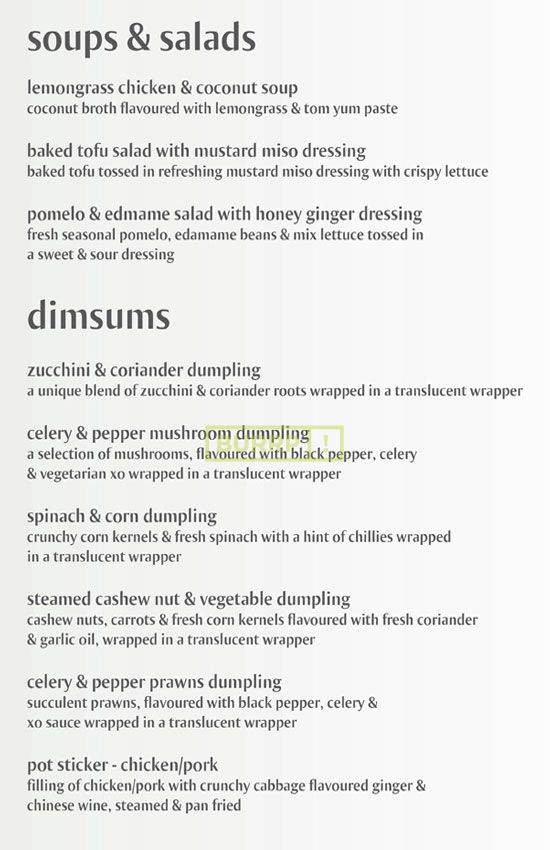 soups & salads
lemongrass chicken & coconut soup
coconut broth flavoured with lemongrass & tom yum paste
baked tofu salad with mustard miso dressing
baked tofu tossed in refreshing mustard miso dressing with crispy lettuce
pomelo & edmame salad with honey ginger dressing
fresh seasonal pomelo, edamame beans & mix lettuce tossed in
a sweet & sour dressing
dimsums
zucchini & coriander dumpling
a unique blend of zucchini & coriander roots wrapped in a translucent wrapper
celery & pepper mushroom dumpling
BURRP!
a selection of mushrooms, flavoured with black pepper, celery
& vegetarian xo wrapped in a translucent wrapper
spinach & corn dumpling
crunchy corn kernels & fresh spinach with a hint of chillies wrapped
in a translucent wrapper
steamed cashew nut & vegetable dumpling
cashew nuts, carrots & fresh corn kernels flavoured with fresh coriander
& garlic oil, wrapped in a translucent wrapper
celery & pepper prawns dumpling
succulent prawns, flavoured with black pepper, celery &
xo sauce wrapped in a translucent wrapper
pot sticker - chicken/pork
filling of chicken/pork with crunchy cabbage flavoured ginger &
chinese wine, steamed & pan fried